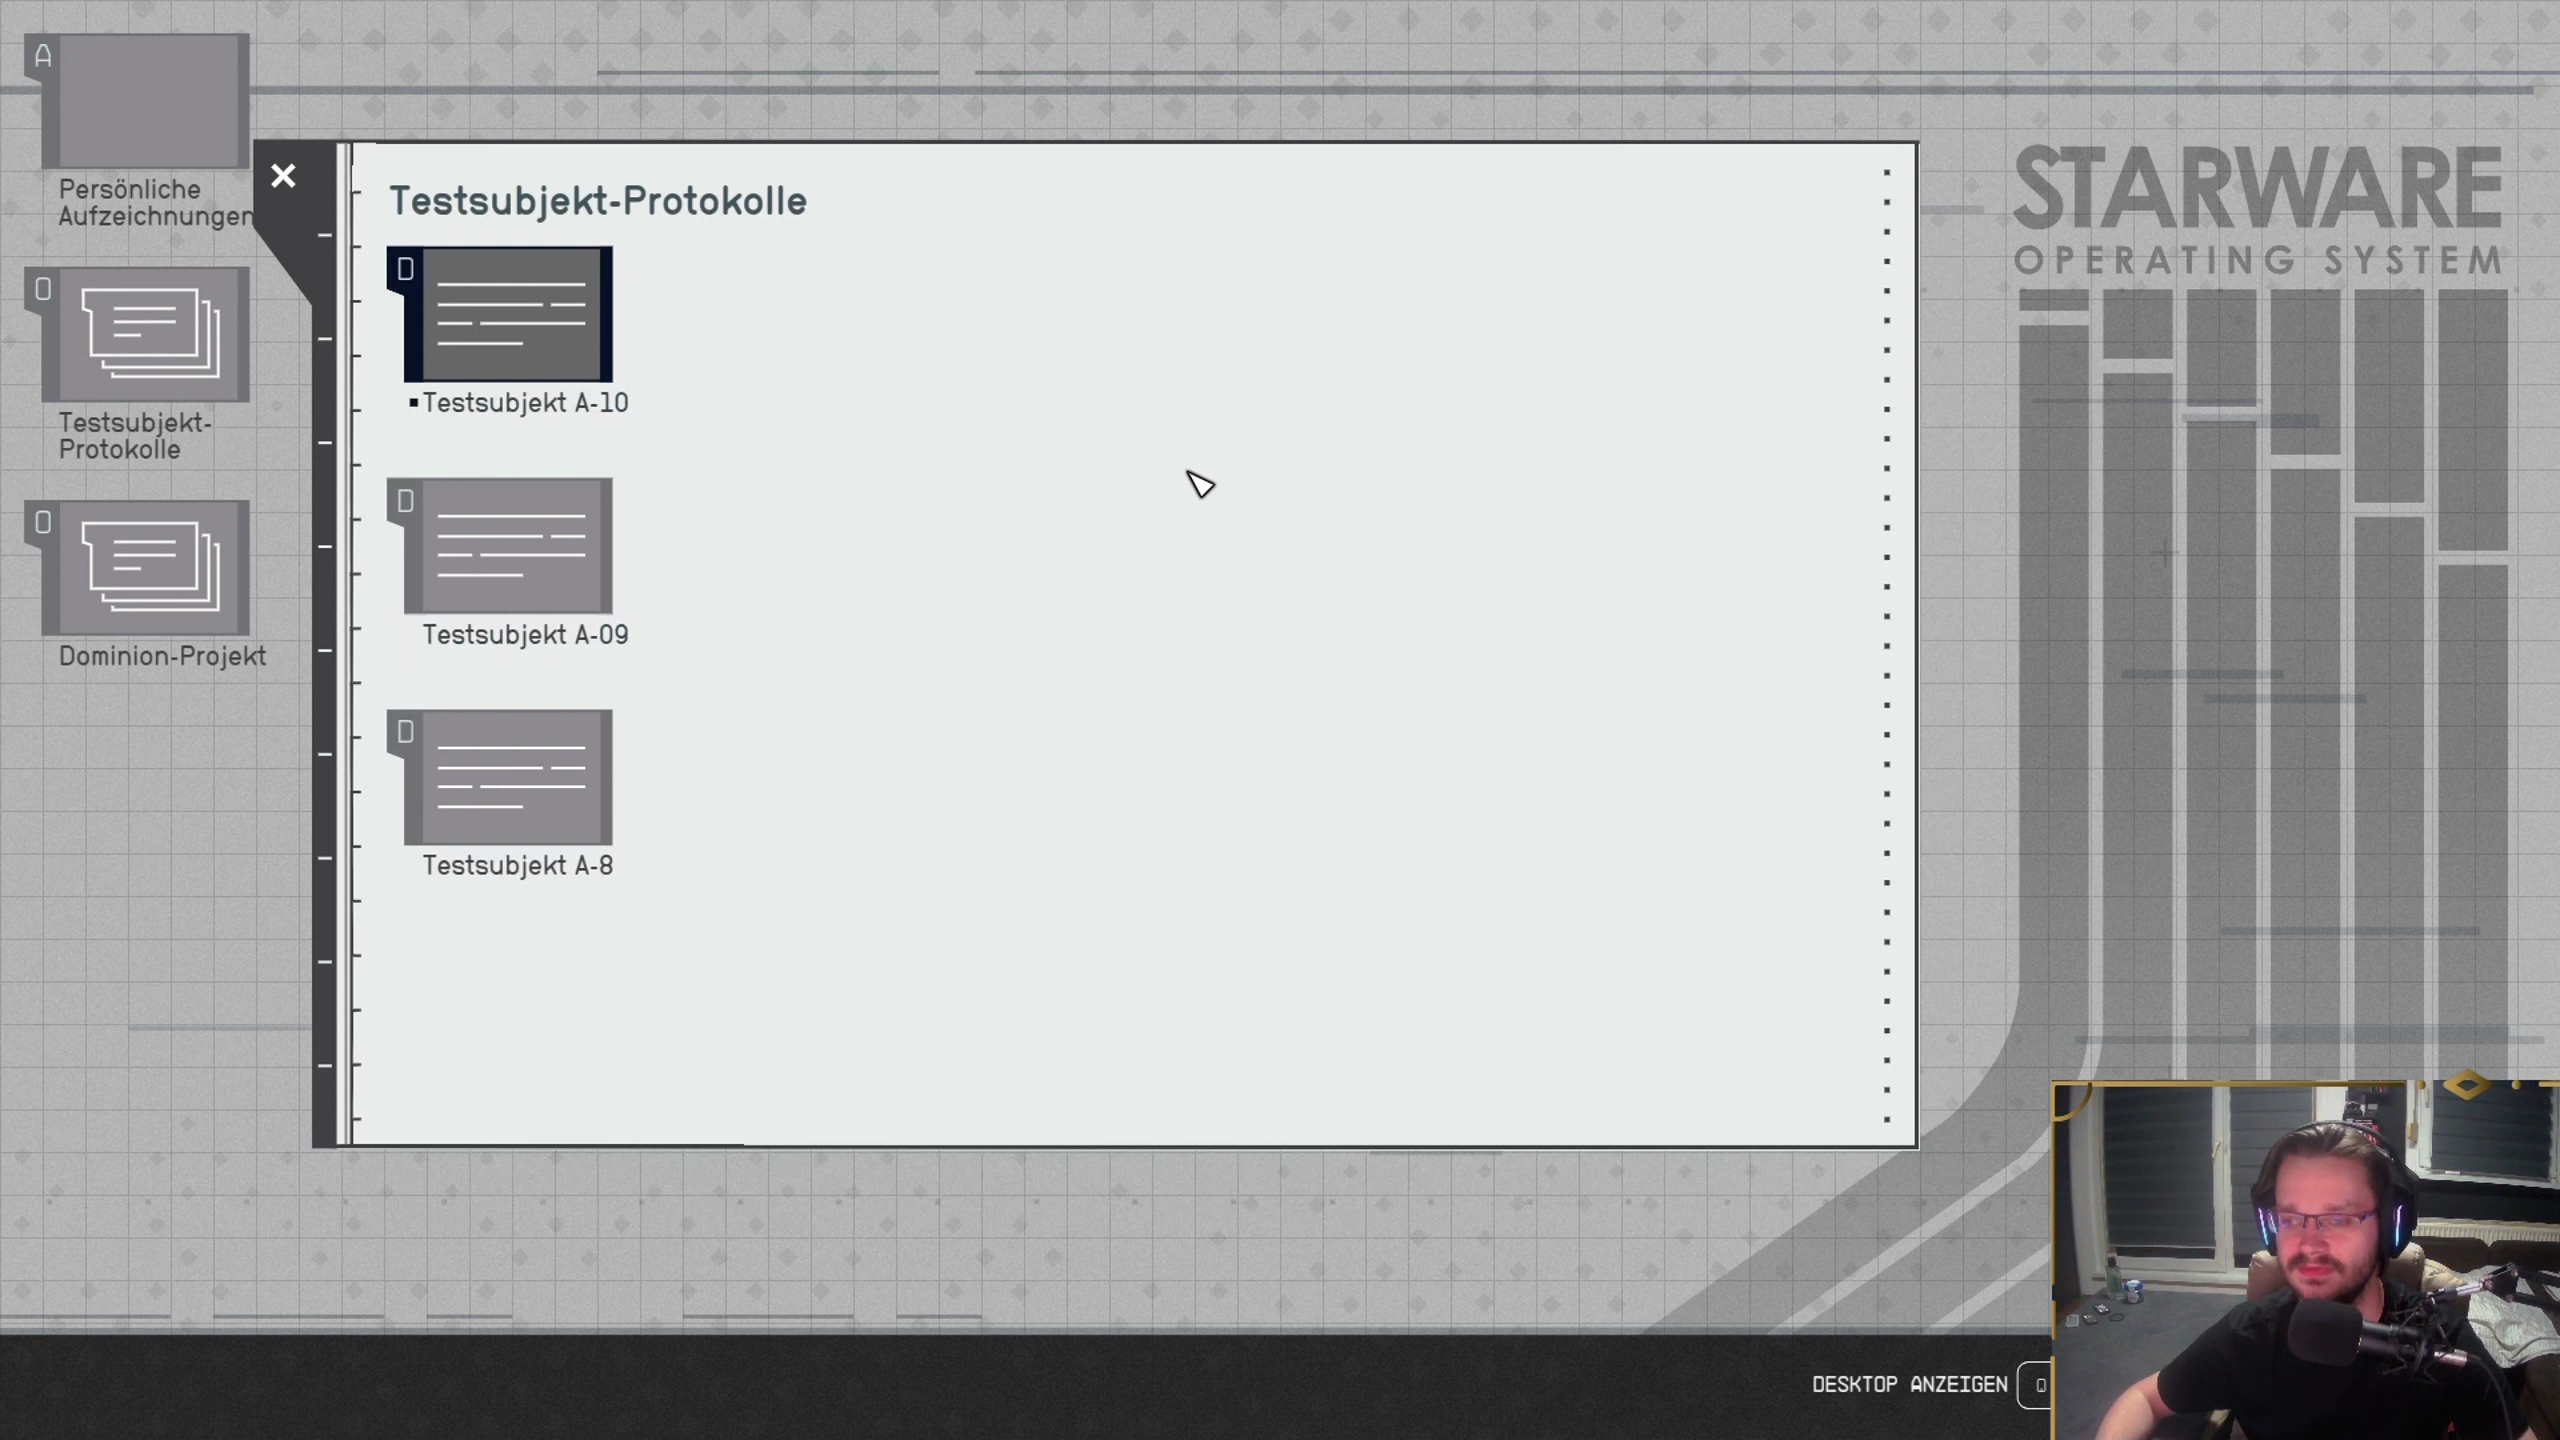 A
Persönliche
Aufzeichnungen
O
Testsubjekt-
Protokolle
O
Dominion-Projekt
Testsubjekt-Protokolle
D
Testsubjekt A-10
D
Testsubjekt A-09
D
Testsubjekt A-8
STARWARE
OPERATING SYSTEM
DESKTOP ANZEIGEN